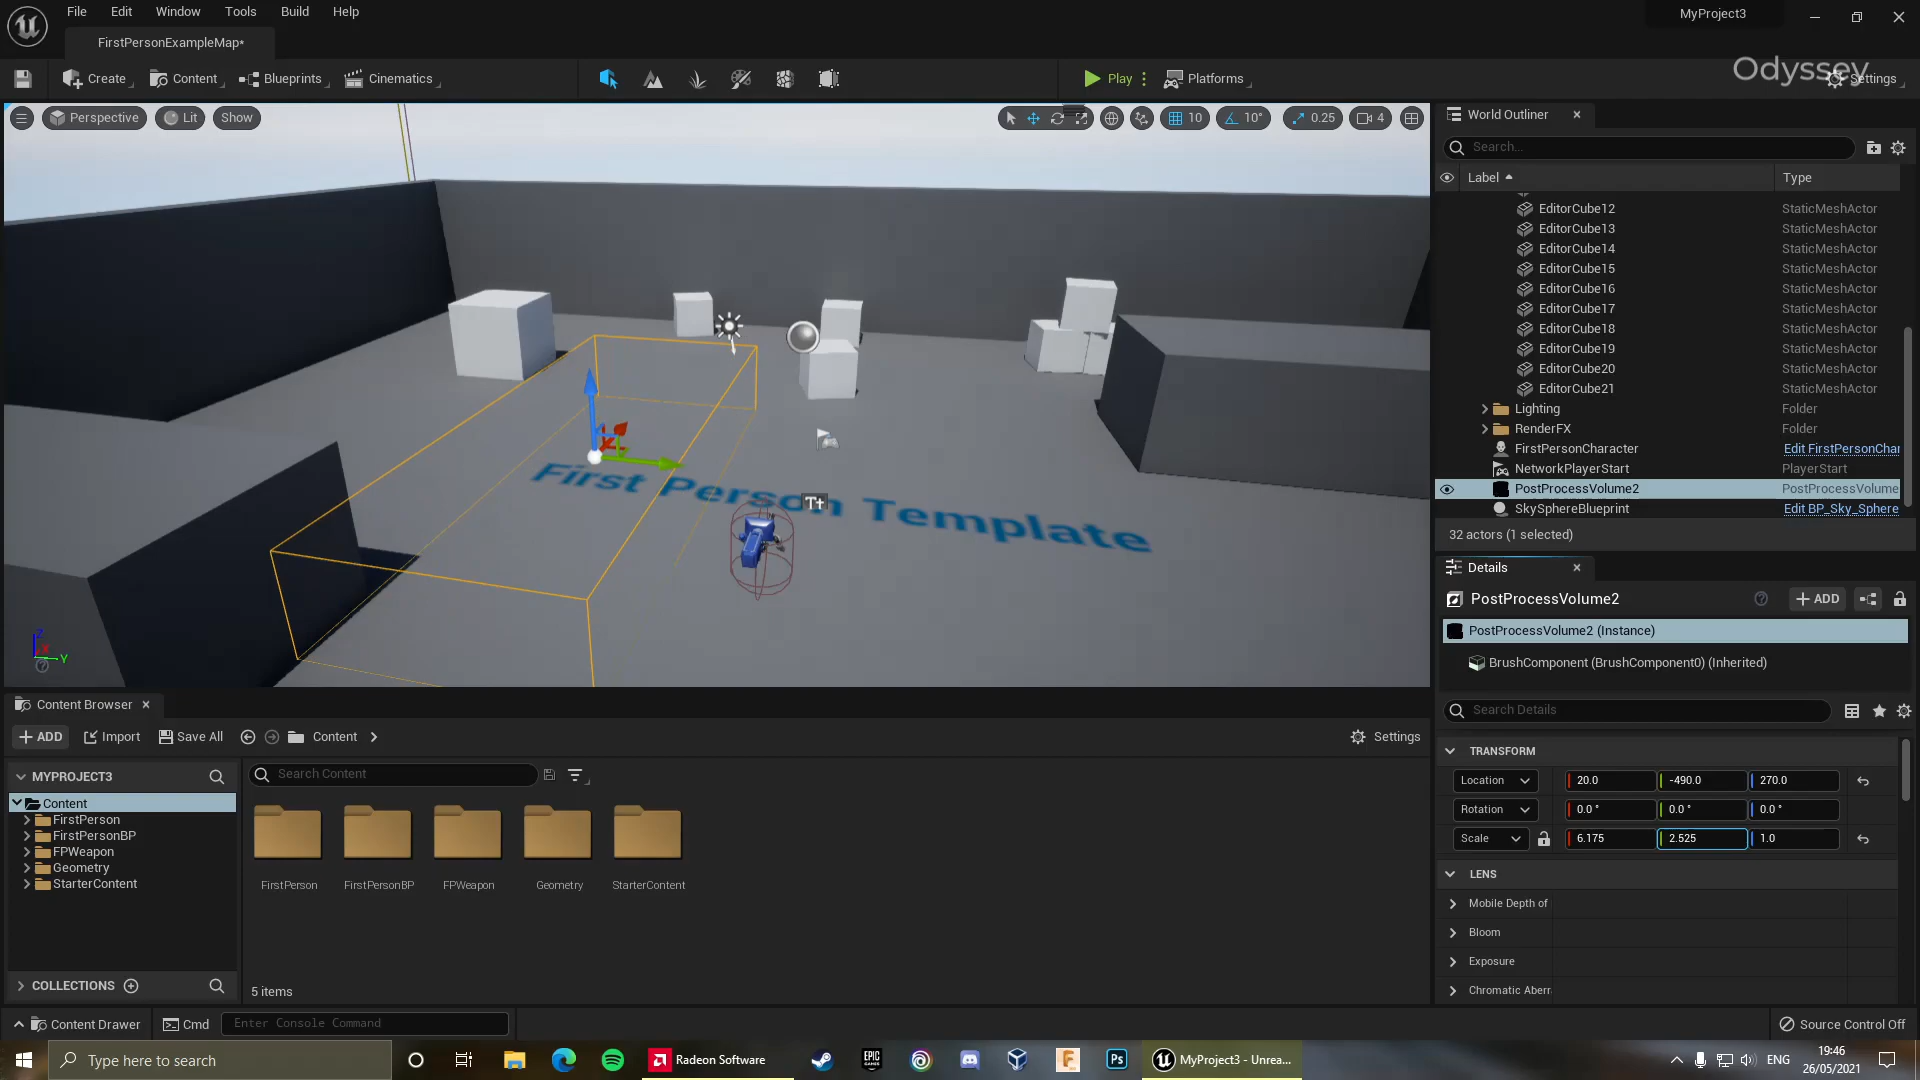 File Edit Window Tools Build Help
MyProject3
FirstPersonExampleMap*
Odyssey
Create Content Blueprints Cinematics Play Platforms Settings
Perspective Lit Show 10 10° 0.25 4
World Outliner
Search...
Label Type
EditorCube12 StaticMeshActor
EditorCube13 StaticMeshActor
EditorCube14 StaticMeshActor
EditorCube15 StaticMeshActor
EditorCube16 StaticMeshActor
EditorCube17 StaticMeshActor
EditorCube18 StaticMeshActor
EditorCube19 StaticMeshActor
EditorCube20 StaticMeshActor
EditorCube21 StaticMeshActor
Lighting Folder
RenderFX Folder
FirstPersonCharacter Edit FirstPersonChar
NetworkPlayerStart PlayerStart
PostProcessVolume2 PostProcessVolume
SkySphereBlueprint Edit BP_Sky_Sphere
32 actors (1 selected)
First Person Template
Details
PostProcessVolume2 + ADD
PostProcessVolume2 (Instance)
BrushComponent (BrushComponent0) (Inherited)
Search Details
TRANSFORM
Location 20.0 -490.0 270.0
Rotation 0.0 ° 0.0 ° 0.0 °
Scale 6.175 2.525 1.0
LENS
Mobile Depth of
Bloom
Exposure
Chromatic Aberr
Content Browser
+ ADD Import Save All Content Settings
MYPROJECT3
Search Content
Content
FirstPerson
FirstPersonBP
FPWeapon
Geometry
StarterContent
FirstPerson FirstPersonBP FPWeapon Geometry StarterContent
COLLECTIONS
5 items
Content Drawer Cmd Enter Console Command Source Control Off
Type here to search Radeon Software EPIC GAMES Ps MyProject3 - Unrea... ENG 19:46
26/05/2021